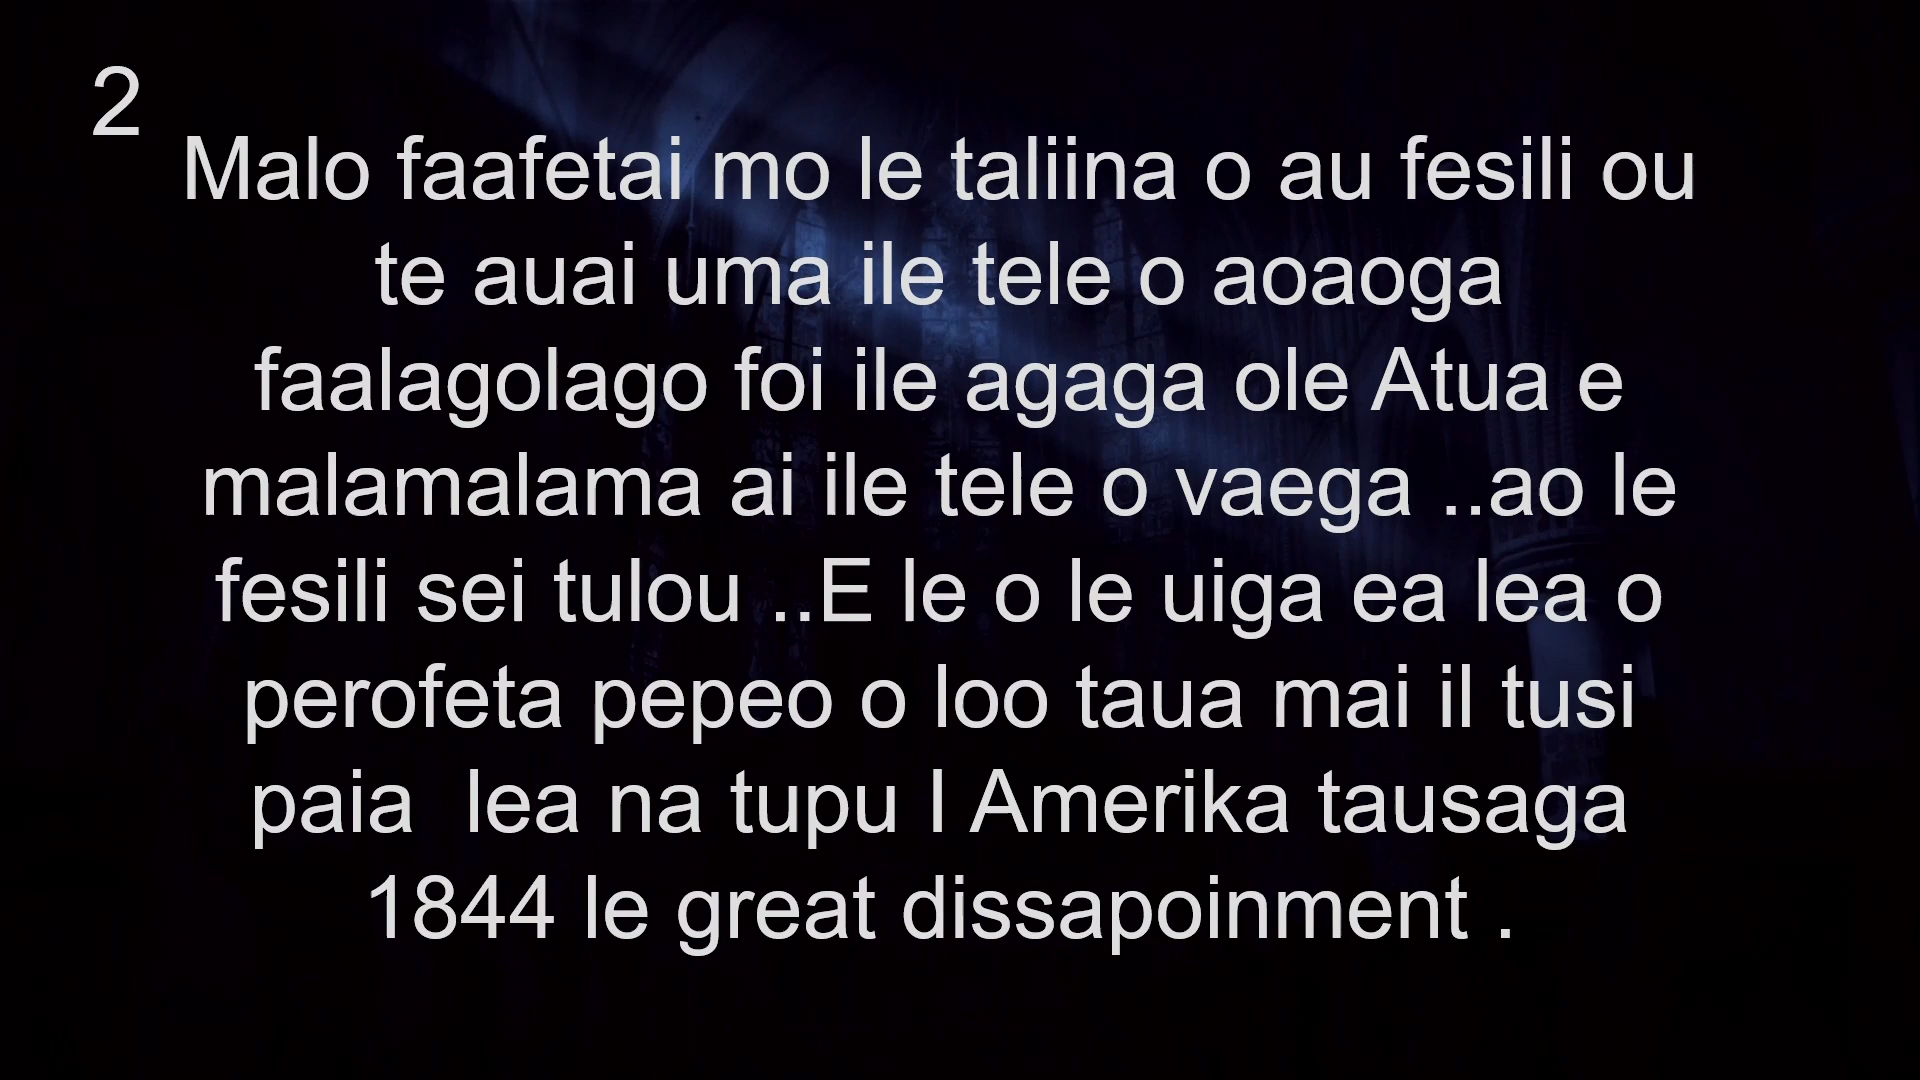 2
Malo faafetai mo le taliina o au fesili ou
te auai uma ile tele o aoaoga
faalagolago foi ile agaga ole Atua e
malamalama ai ile tele o vaega ..ao le
fesili sei tulou ..E le o le uiga ea lea o
perofeta pepeo o loo taua mai il tusi
paia  lea na tupu I Amerika tausaga
1844 le great dissapoinment .